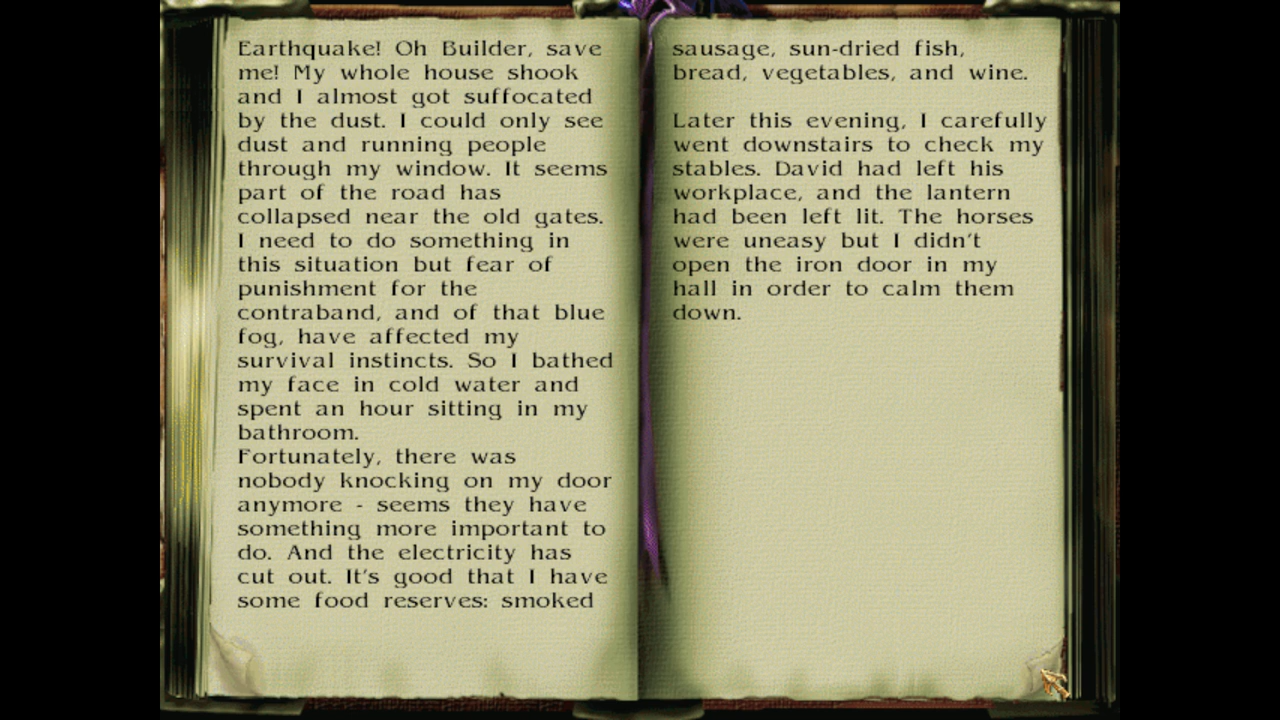 Earthquake! Oh Builder, save
me! My whole house shook
and I almost got suffocated
by the dust. I could only see
dust and running people
through my window. It seems
part of the road has
collapsed near the old gates.
I need to do something in
this situation but fear of
punishment for the
contraband, and of that blue
fog, have affected my
survival instincts. So I bathed
my face in cold water and
spent an hour sitting in my
bathroom.
Fortunately, there was
nobody knocking on my door
anymore - seems they have
something more important to
do. And the electricity has
cut out. It's good that I have
some food reserves: smoked
sausage, sun-dried fish,
bread, vegetables, and wine.
Later this evening, I carefully
went downstairs to check my
stables. David had left his
workplace, and the lantern
had been left lit. The horses
were uneasy but I didn't
open the iron door in my
hall in order to calm them
down.